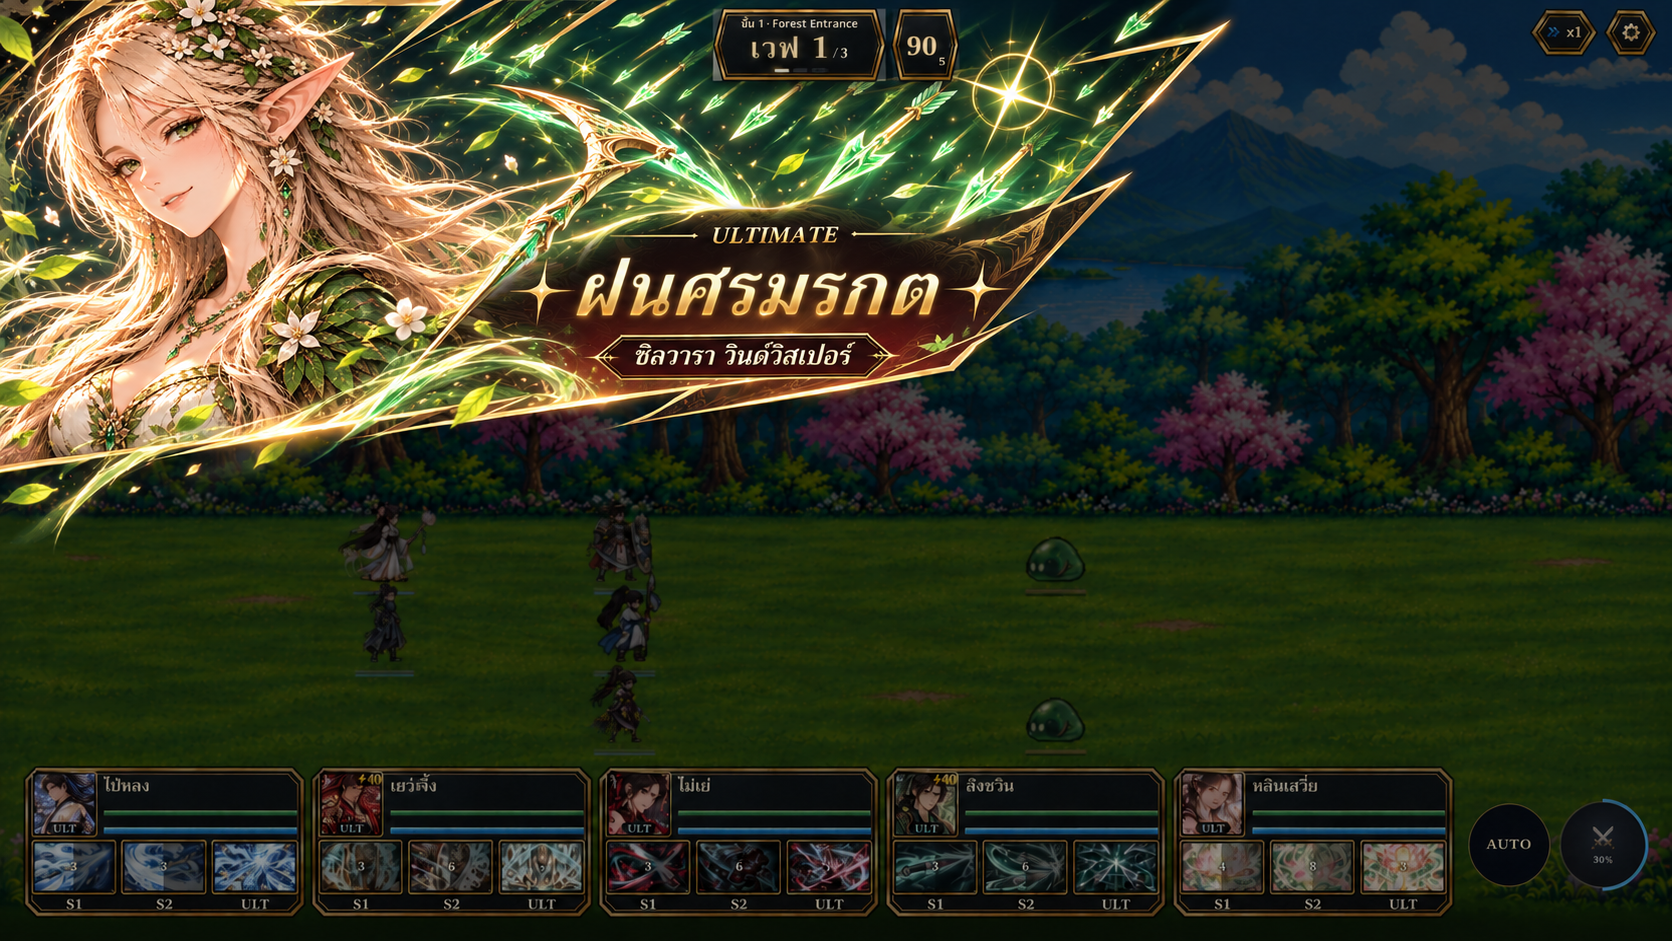 ชั้น 1 · Forest Entrance
เวฟ 1 / 3
90
5
x1
ULTIMATE
ฝนศรมรกต
ซิลวารา วินด์วิสเปอร์
ไป๋หลง
ULT
3
3
S1
S2
ULT
เยว่จิ้ง
40
ULT
3
6
S1
S2
ULT
ไม่เย่
ULT
3
6
S1
S2
ULT
ลิงชวิน
40
ULT
3
6
S1
S2
ULT
หลินเสวี่ย
ULT
4
8
3
S1
S2
ULT
AUTO
30%